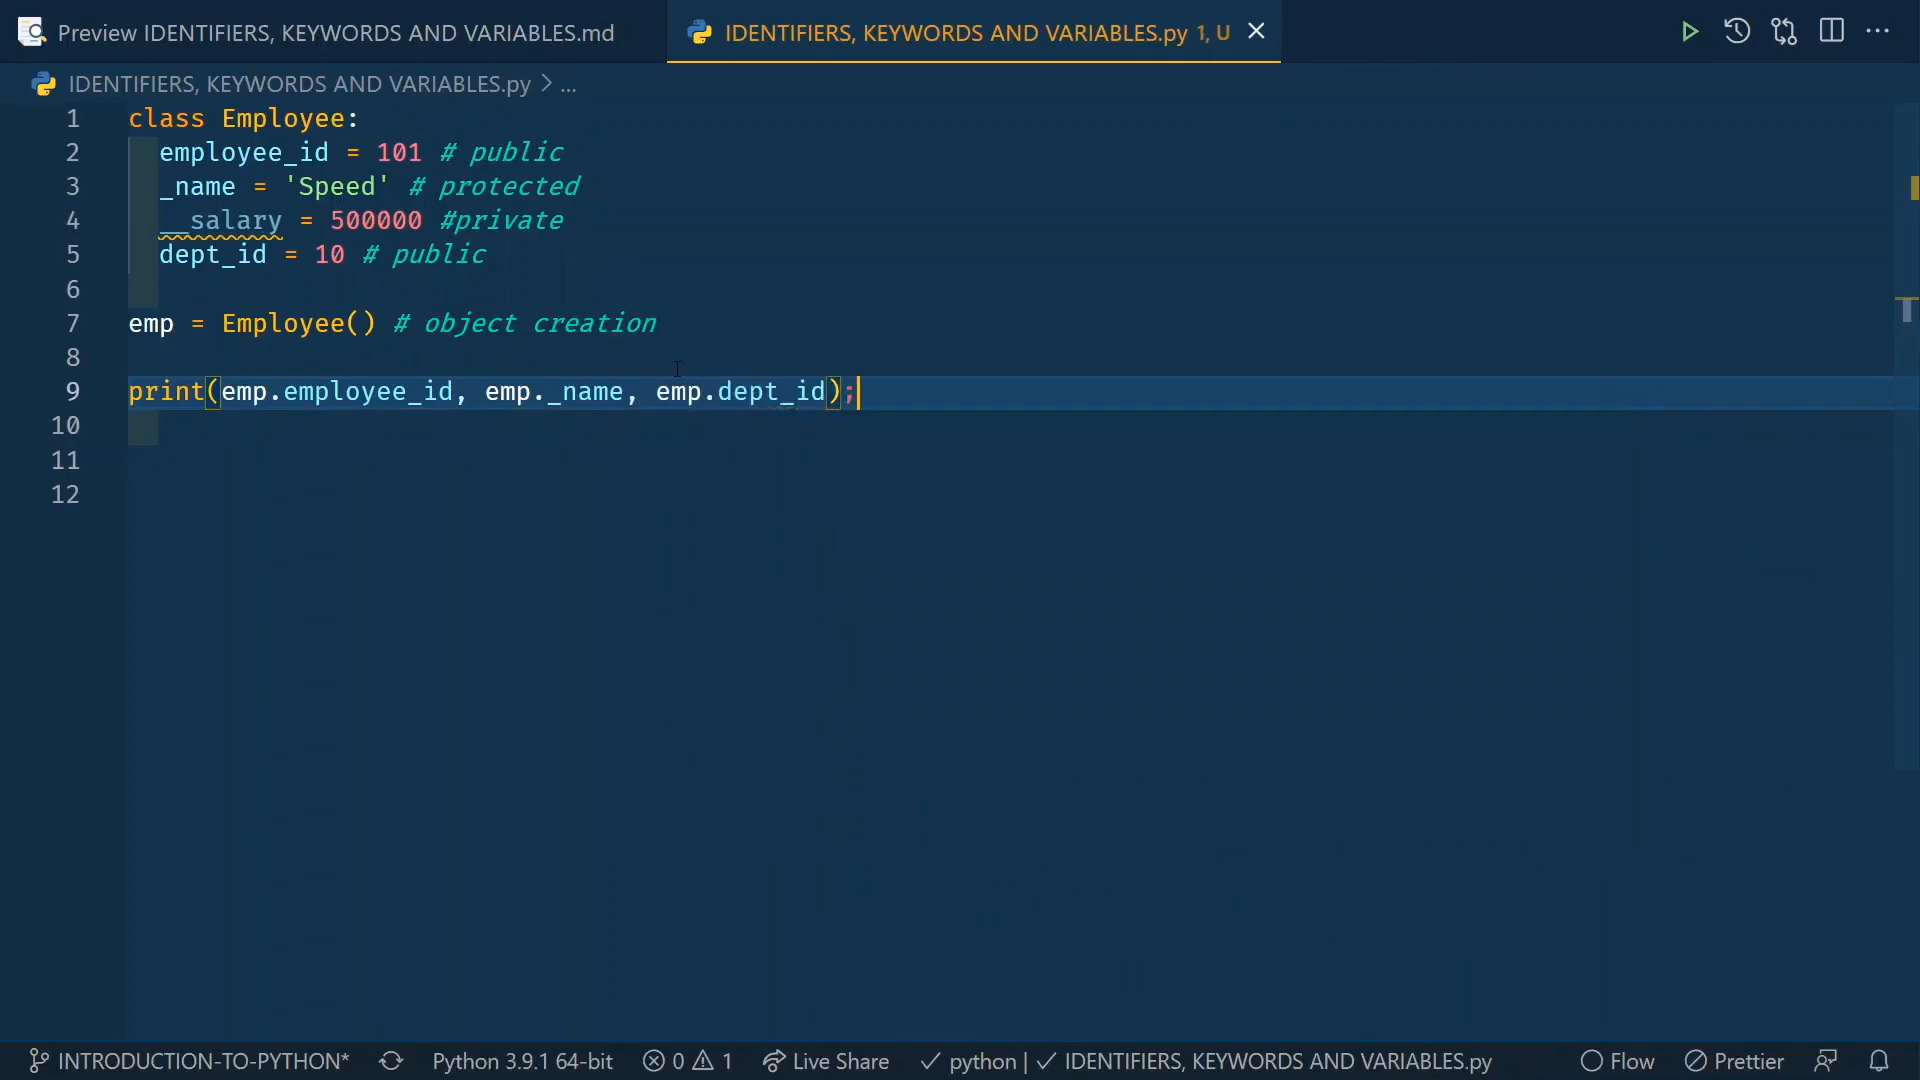 Preview IDENTIFIERS, KEYWORDS AND VARIABLES.md
IDENTIFIERS, KEYWORDS AND VARIABLES.py 1, U
IDENTIFIERS, KEYWORDS AND VARIABLES.py > ...
1 class Employee:
2 employee_id = 101 # public
3 _name = 'Speed' # protected
4 __salary = 500000 #private
5 dept_id = 10 # public
6
7 emp = Employee() # object creation
8
9 print(emp.employee_id, emp._name, emp.dept_id);
10
11
12
INTRODUCTION-TO-PYTHON* Python 3.9.1 64-bit 0 1 Live Share python | IDENTIFIERS, KEYWORDS AND VARIABLES.py Flow Prettier